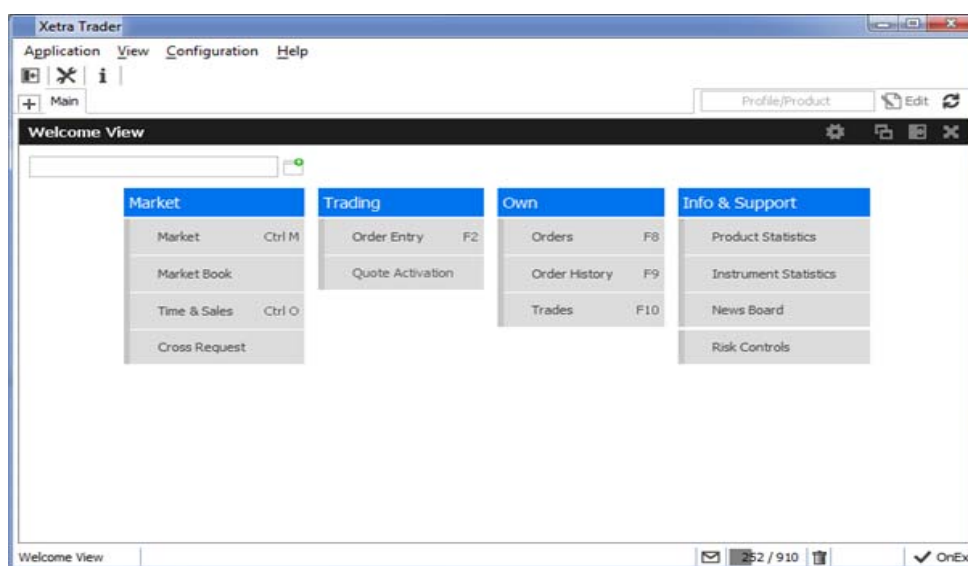 Xetra Trader
Application View Configuration Help
Main
Profile/Product
Edit
Welcome View
Market Trading Own Info & Support
Market Ctrl M Order Entry F2 Orders F8 Product Statistics
Market Book Quote Activation Order History F9 Instrument Statistics
Time & Sales Ctrl O Trades F10 News Board
Cross Request Risk Controls
Welcome View 252 / 910 OnEx